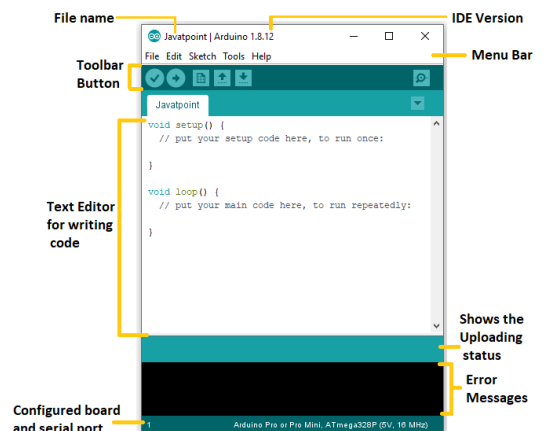 File name
IDE Version
Javatpoint | Arduino 1.8.12
File Edit Sketch Tools Help
Menu Bar
Toolbar
Button
Javatpoint
void setup() {
// put your setup code here, to run once:
}
void loop() {
// put your main code here, to run repeatedly:
}
Text Editor
for writing
code
Shows the
Uploading
status
Error
Messages
Configured board
and serial port
1
Arduino Pro or Pro Mini, ATmega328P (5V, 16 MHz)